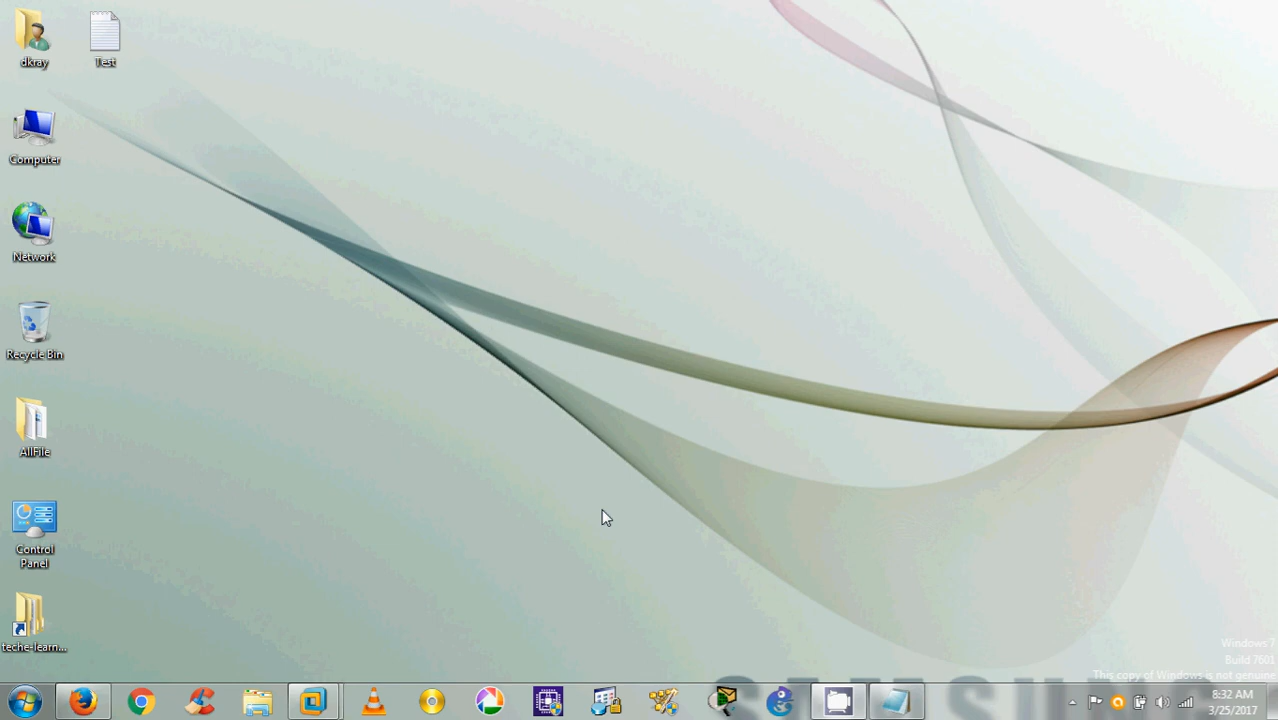 dkray
Test
Computer
Network
Recycle Bin
AllFile
Control
Panel
teche-learn...
Windows 7
Build 7601
This copy of Windows is not genuine
8:32 AM
3/25/2017